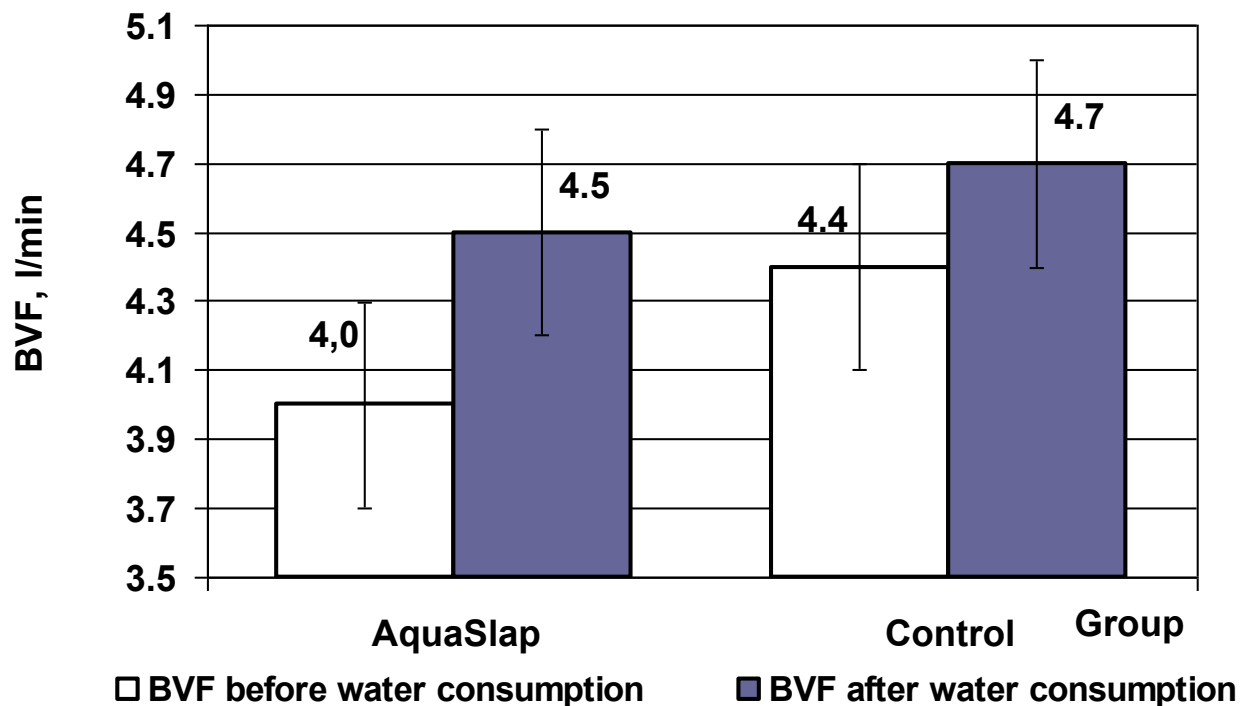 BVF, l/min
5.1
4.9
4.7
4.5
4.3
4.1
3.9
3.7
3.5
4,0
4.5
4.4
4.7
AquaSlap
Control
Group
BVF before water consumption
BVF after water consumption